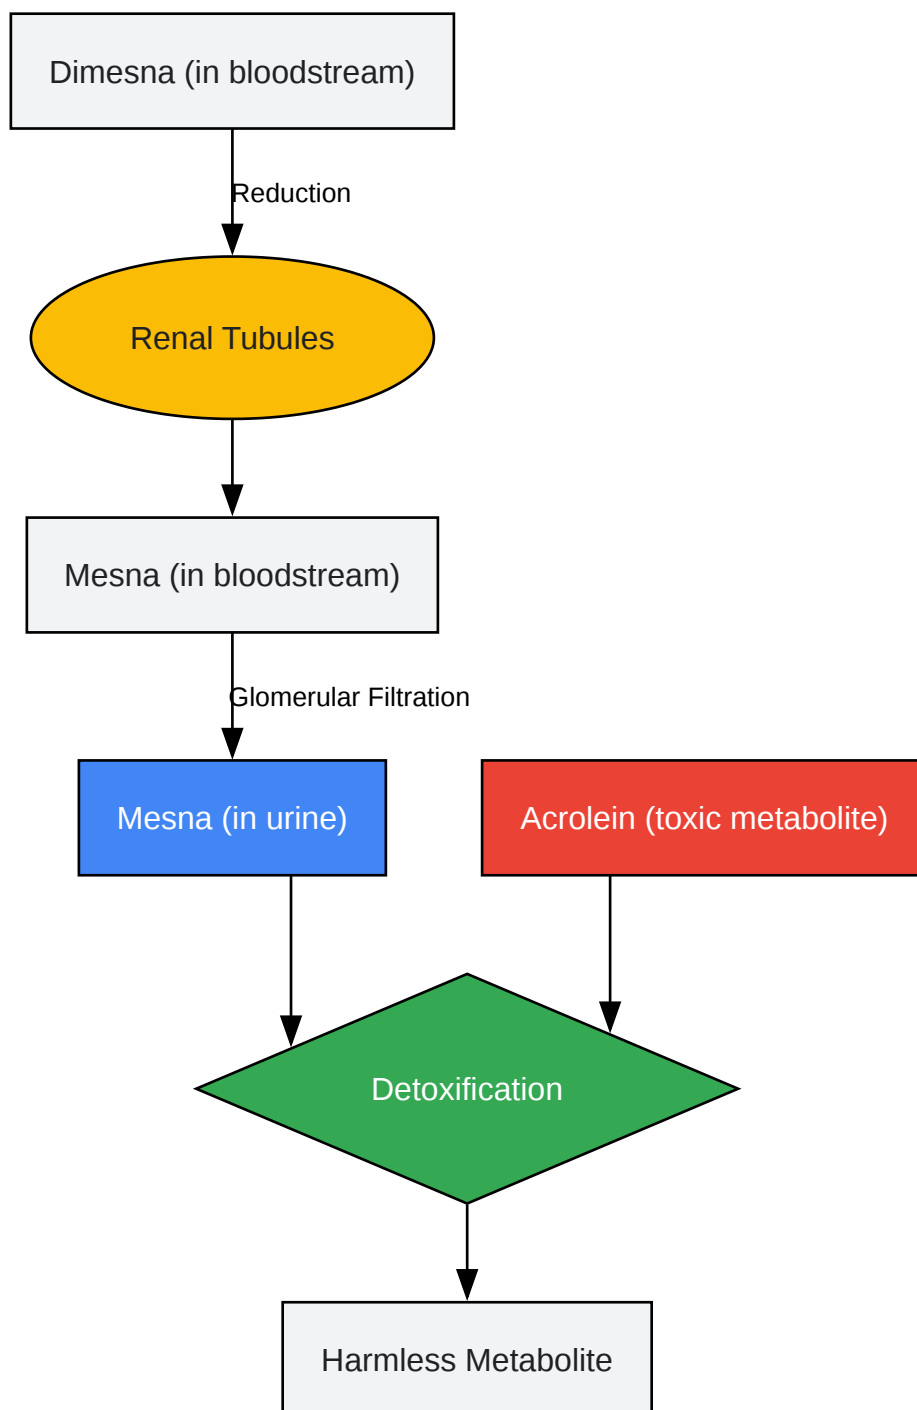 Dimesna (in bloodstream)
Reduction
Renal Tubules
Mesna (in bloodstream)
Glomerular Filtration
Mesna (in urine)
Acrolein (toxic metabolite)
Detoxification
Harmless Metabolite